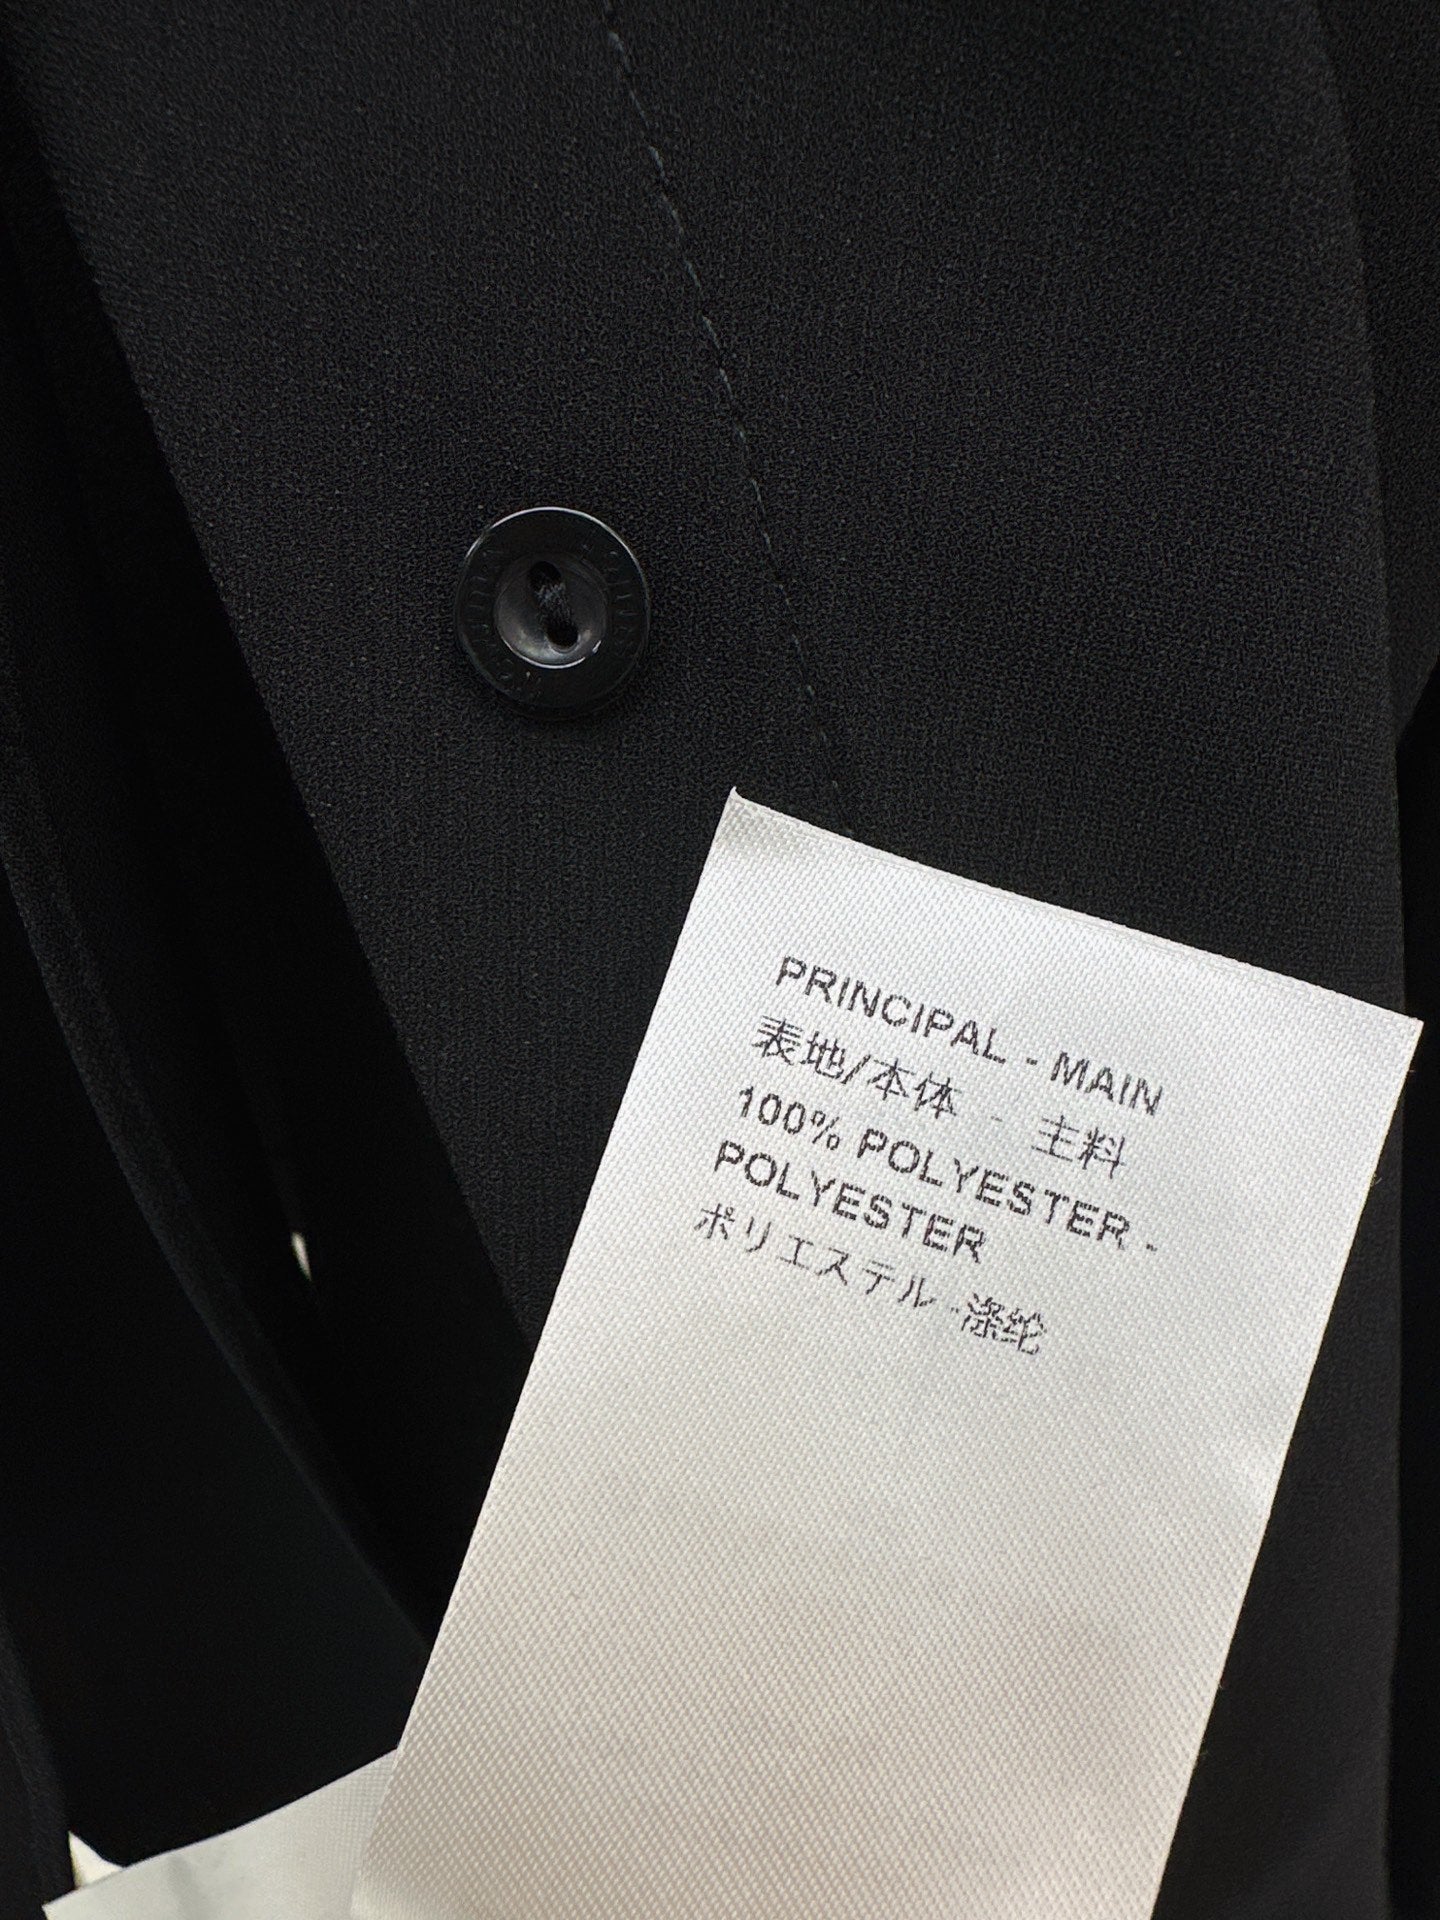 PRINCIPAL - MAIN
表地/本体 - 主料
100% POLYESTER -
POLYESTER
ポリエステル -涤纶